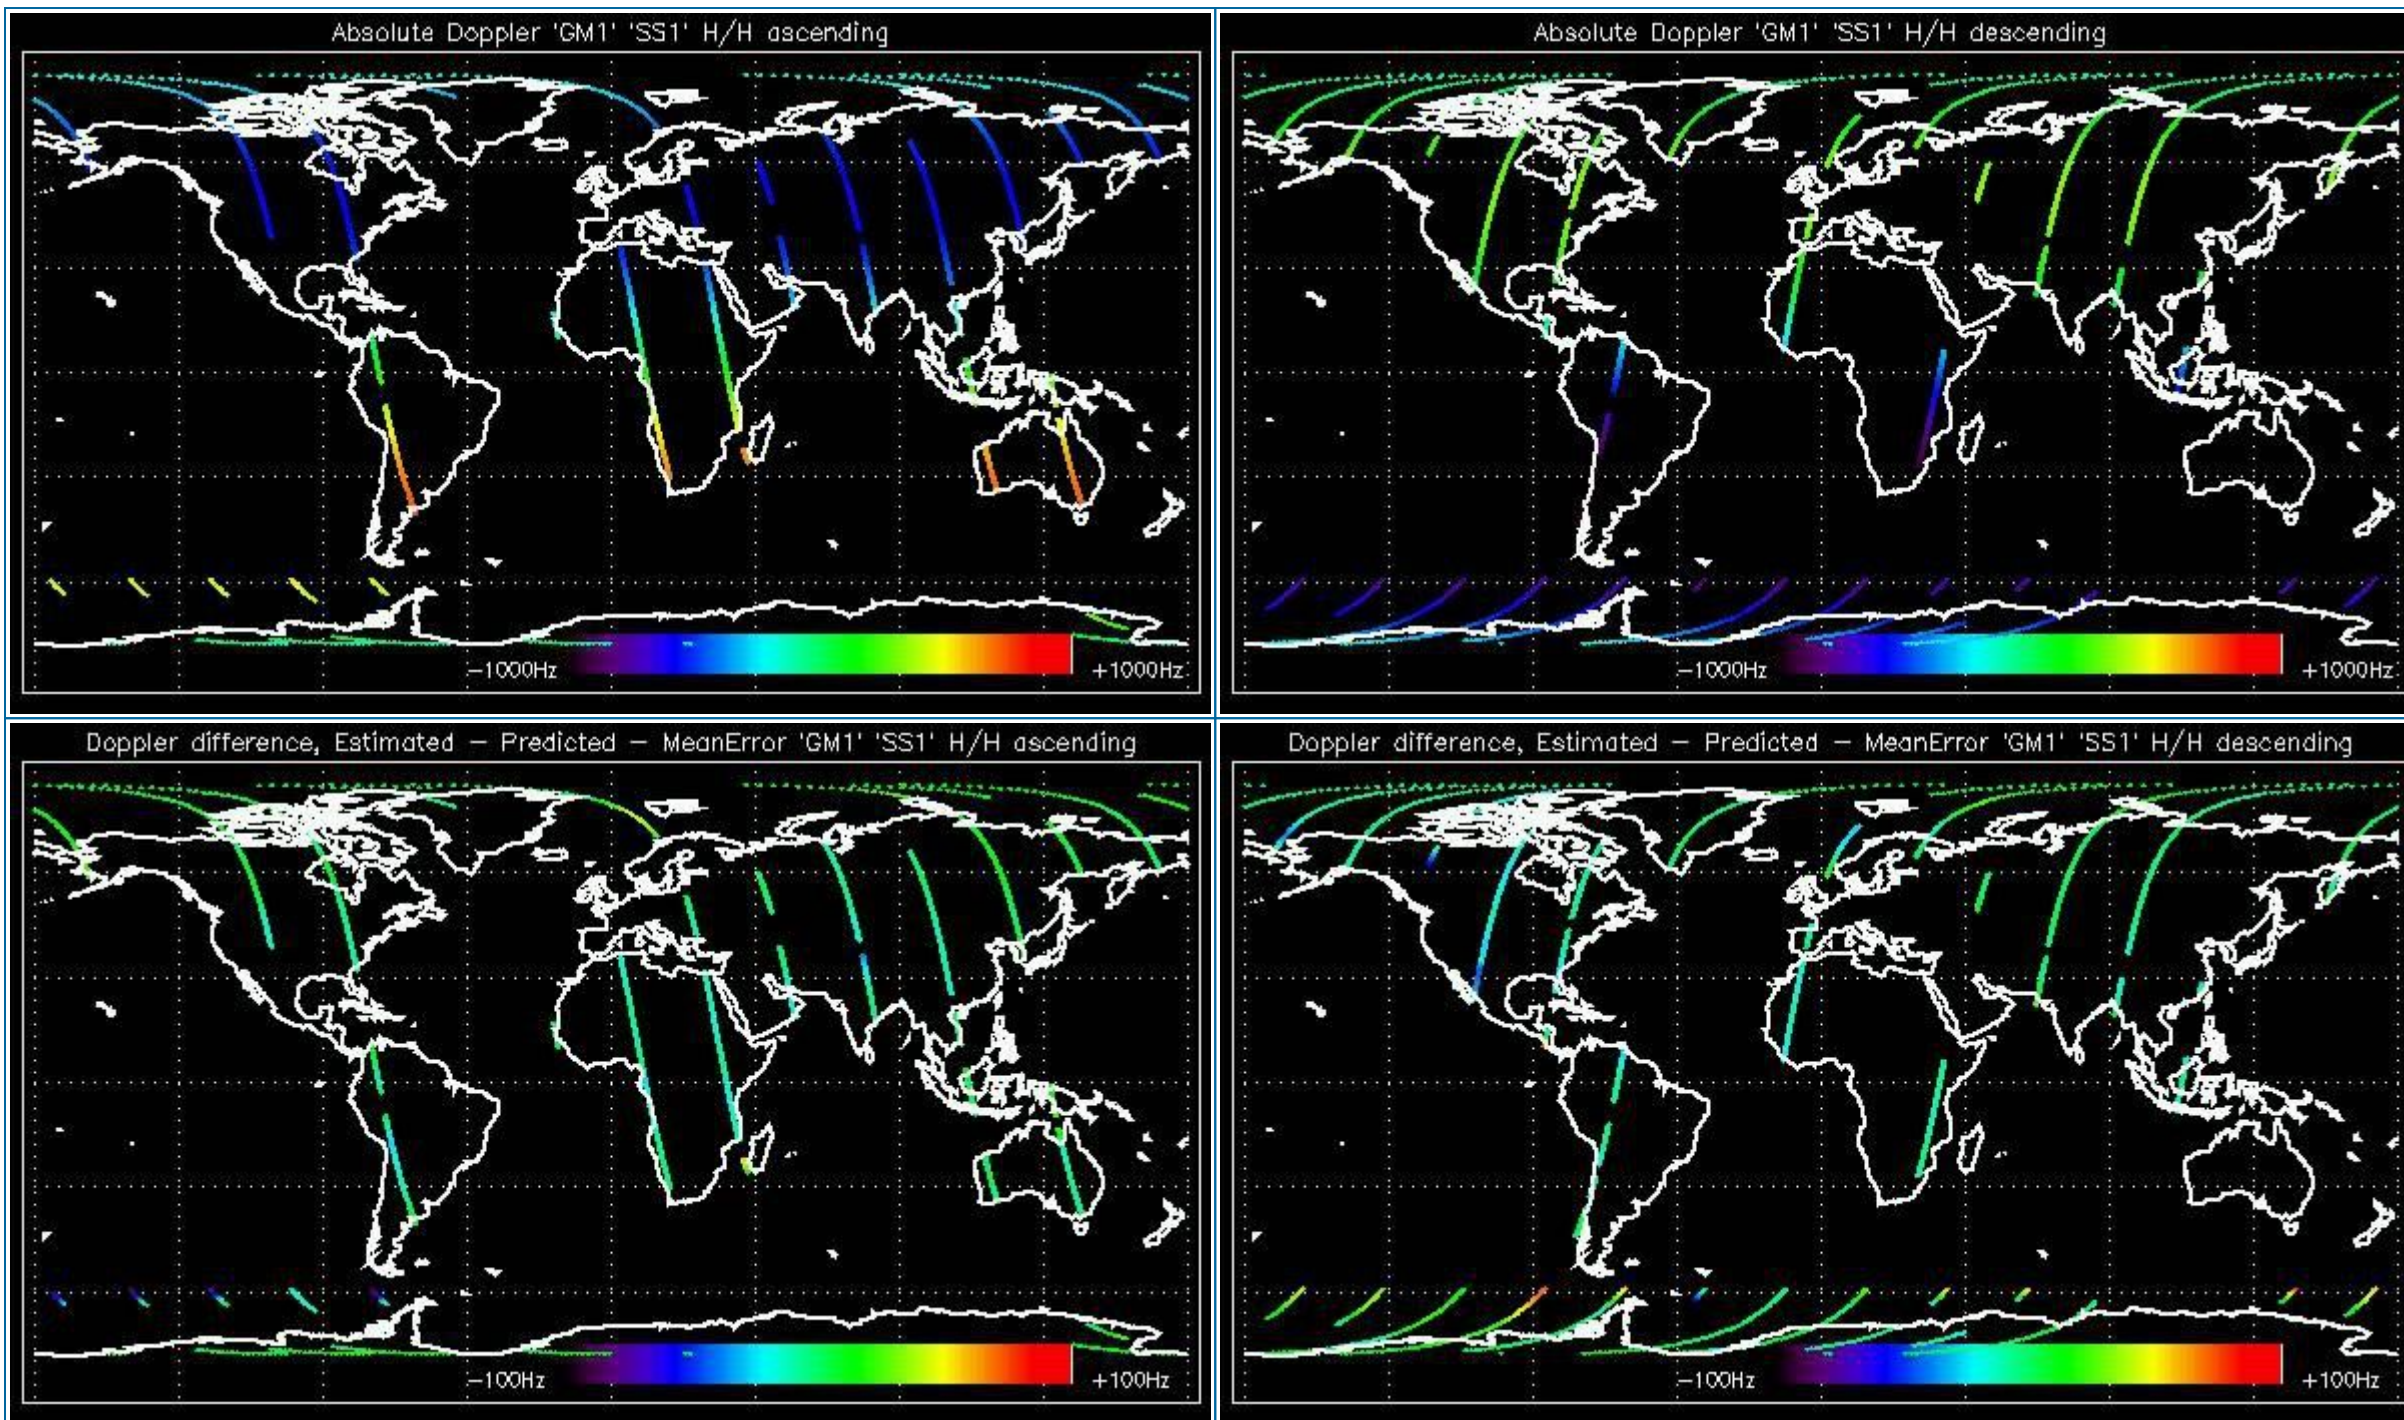 Absolute Doppler 'GM1' 'SS1' H/H ascending
-1000Hz
+1000Hz
Absolute Doppler 'GM1' 'SS1' H/H descending
-1000Hz
+1000Hz
Doppler difference, Estimated - Predicted - MeanError 'GM1' 'SS1' H/H ascending
-100Hz
+100Hz
Doppler difference, Estimated - Predicted - MeanError 'GM1' 'SS1' H/H descending
-100Hz
+100Hz